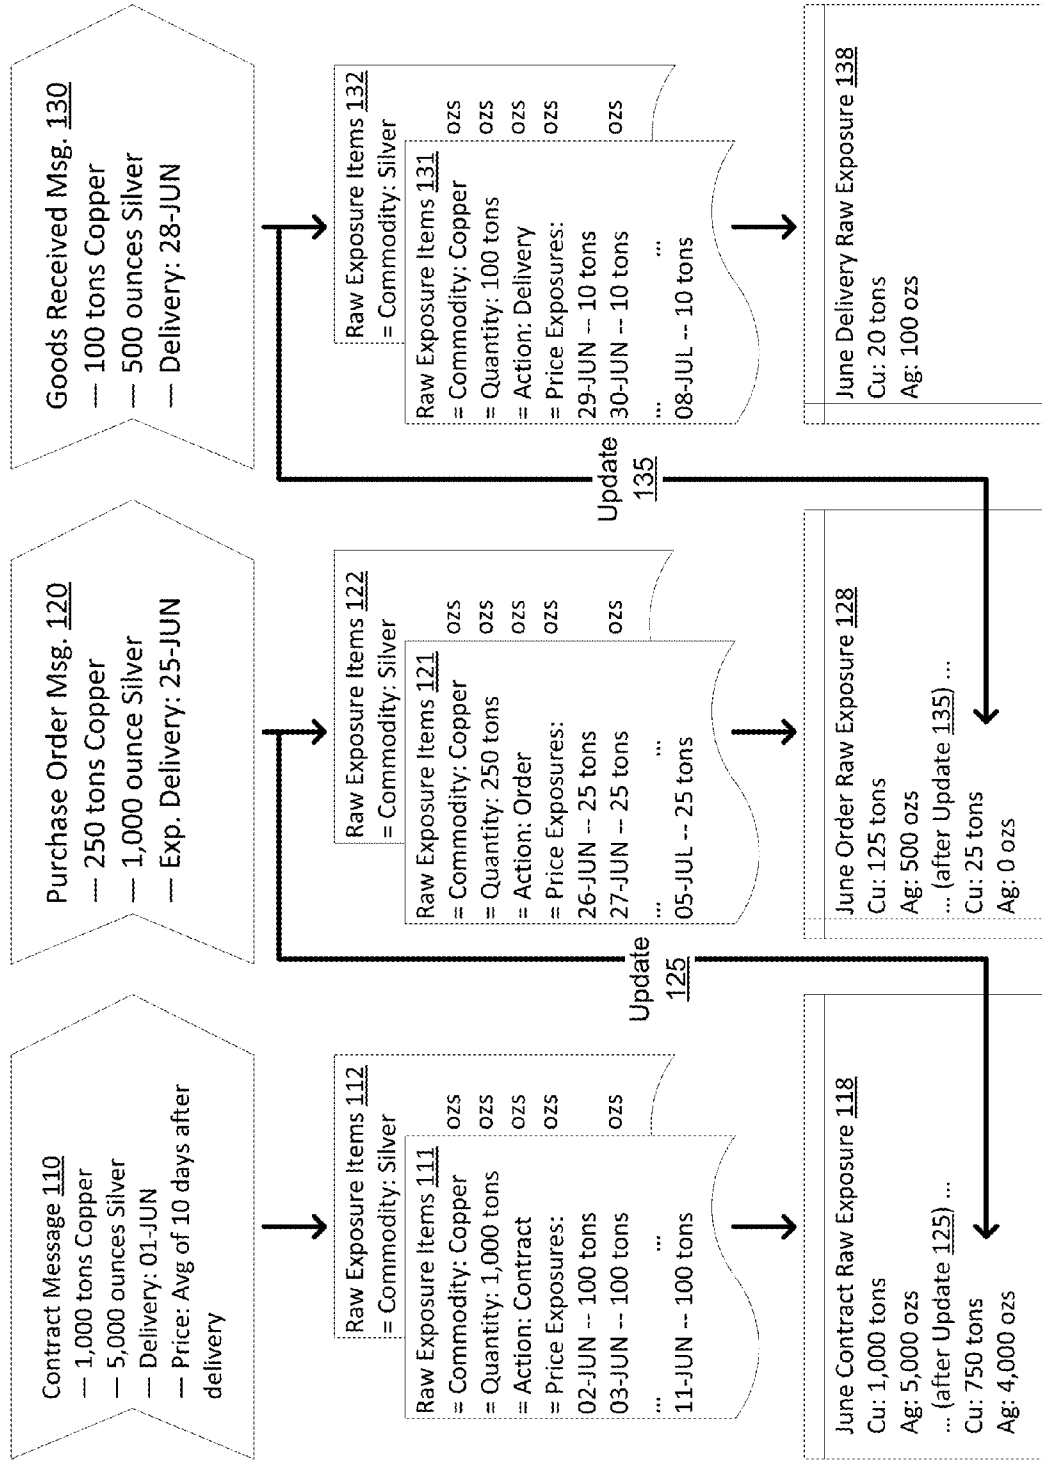 Contract Message 110
— 1,000 tons Copper
— 5,000 ounces Silver
— Delivery: 01-JUN
— Price: Avg of 10 days after
delivery
Raw Exposure Items 112
= Commodity: Silver
ozs
ozs
ozs
ozs
ozs
Raw Exposure Items 111
= Commodity: Copper
= Quantity: 1,000 tons
= Action: Contract
= Price Exposures:
02-JUN -- 100 tons
03-JUN -- 100 tons
... ...
11-JUN -- 100 tons
June Contract Raw Exposure 118
Cu: 1,000 tons
Ag: 5,000 ozs
... (after Update 125) ...
Cu: 750 tons
Ag: 4,000 ozs
Update
125
Purchase Order Msg. 120
— 250 tons Copper
— 1,000 ounce Silver
— Exp. Delivery: 25-JUN
Raw Exposure Items 122
= Commodity: Silver
ozs
ozs
ozs
ozs
ozs
Raw Exposure Items 121
= Commodity: Copper
= Quantity: 250 tons
= Action: Order
= Price Exposures:
26-JUN -- 25 tons
27-JUN -- 25 tons
... ...
05-JUL -- 25 tons
June Order Raw Exposure 128
Cu: 125 tons
Ag: 500 ozs
... (after Update 135) ...
Cu: 25 tons
Ag: 0 ozs
Update
135
Goods Received Msg. 130
— 100 tons Copper
— 500 ounces Silver
— Delivery: 28-JUN
Raw Exposure Items 132
= Commodity: Silver
ozs
ozs
ozs
ozs
ozs
Raw Exposure Items 131
= Commodity: Copper
= Quantity: 100 tons
= Action: Delivery
= Price Exposures:
29-JUN -- 10 tons
30-JUN -- 10 tons
... ...
08-JUL -- 10 tons
June Delivery Raw Exposure 138
Cu: 20 tons
Ag: 100 ozs